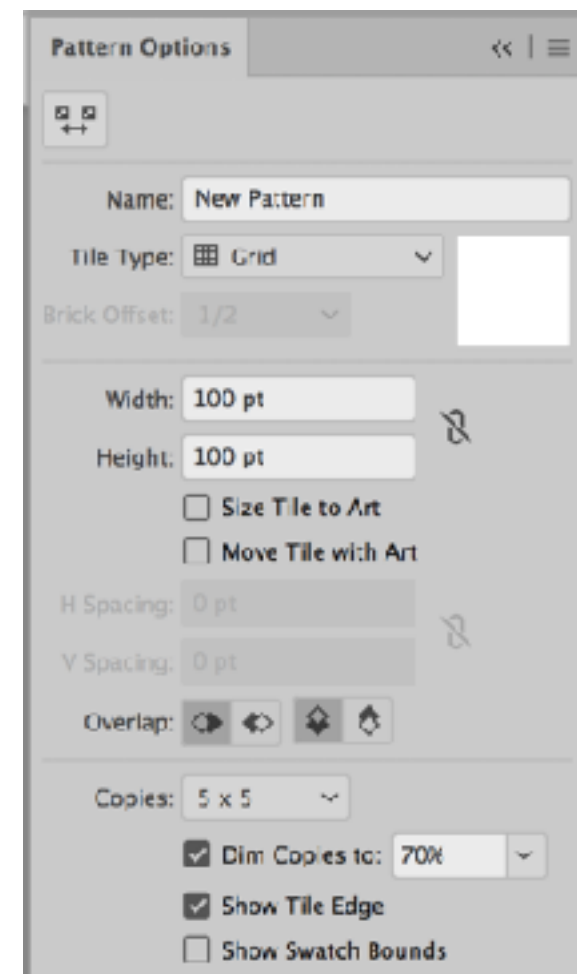 Pattern Options
Name: New Pattern
Tile Type: Grid
Brick Offset: 1/2
Width: 100 pt
Height: 100 pt
Size Tile to Art
Move Tile with Art
H Spacing: 0 pt
V Spacing: 0 pt
Overlap:
Copies: 5 x 5
Dim Copies to: 70%
Show Tile Edge
Show Swatch Bounds